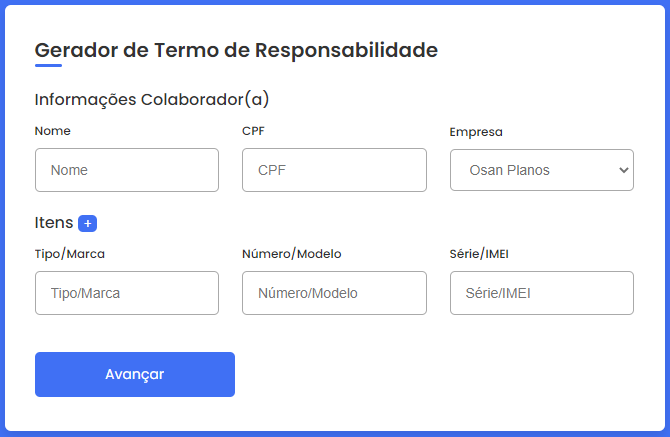 Gerador de Termo de Responsabilidade
Informações Colaborador(a)
Nome CPF Empresa
Nome CPF Osan Planos
Itens +
Tipo/Marca Número/Modelo Série/IMEI
Tipo/Marca Número/Modelo Série/IMEI
Avançar